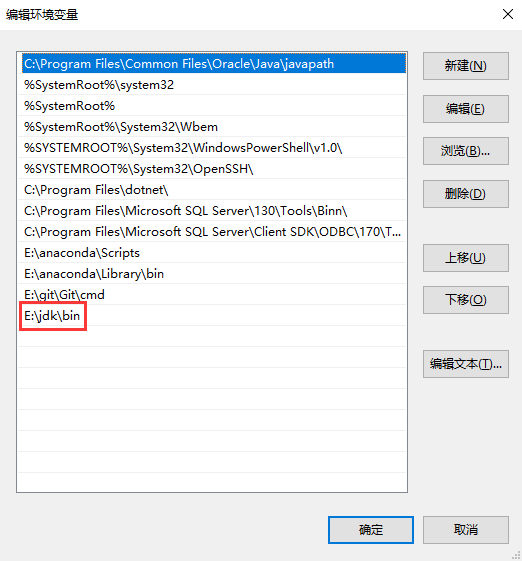 编辑环境变量
C:\Program Files\Common Files\Oracle\Java\javapath
%SystemRoot%\system32
%SystemRoot%
%SystemRoot%\System32\Wbem
%SYSTEMROOT%\System32\WindowsPowerShell\v1.0\
%SYSTEMROOT%\System32\OpenSSH\
C:\Program Files\dotnet\
C:\Program Files\Microsoft SQL Server\130\Tools\Binn\
C:\Program Files\Microsoft SQL Server\Client SDK\ODBC\170\T...
E:\anaconda\Scripts
E:\anaconda\Library\bin
E:\git\Git\cmd
E:\jdk\bin
新建(N)
编辑(E)
浏览(B)...
删除(D)
上移(U)
下移(O)
编辑文本(T)...
确定
取消